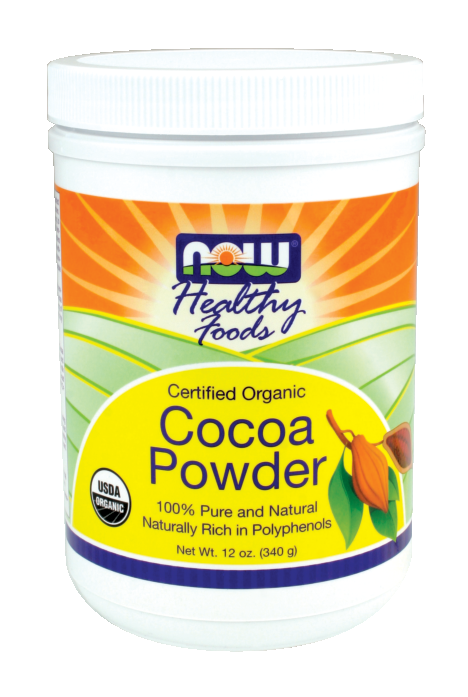 NOW®
Healthy
Foods
Certified Organic
Cocoa
Powder
USDA
ORGANIC
100% Pure and Natural
Naturally Rich in Polyphenols
Net Wt. 12 oz. (340 g)